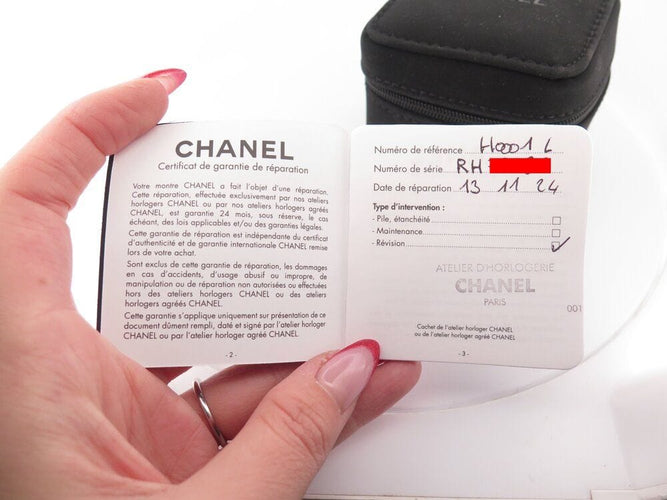 CHANEL
CHANEL
Certificat de garantie de réparation
Votre montre CHANEL a fait l'objet d'une réparation.
Cette réparation, effectuée exclusivement par nos ateliers
horlogers CHANEL ou par nos ateliers horlogers agréés
CHANEL, est garantie 24 mois, sous réserve, le cas
échéant, des lois applicables et/ou des garanties légales.
Cette garantie de réparation est indépendante du certificat
d'authenticité et de garantie internationale CHANEL remise
lors de votre achat.
Sont exclus de cette garantie de réparation, les dommages
en cas d'accidents, d'usage abusif ou impropre, de
manipulation ou de réparation non autorisées ou effectuées
hors des ateliers horlogers CHANEL ou des ateliers
horlogers agréés CHANEL.
Cette garantie s'applique uniquement sur présentation de ce
document dûment rempli, daté et signé par l'atelier horloger
CHANEL ou par l'atelier horloger agréé CHANEL.
- 2 -
Numéro de référence H0001 L
Numéro de série RH
Date de réparation 13 11 24
Type d'intervention :
- Pile, étanchéité
- Maintenance
- Révision
ATELIER D'HORLOGERIE
CHANEL
PARIS
001
Cachet de l'atelier horloger CHANEL
ou de l'atelier horloger agréé CHANEL
- 3 -